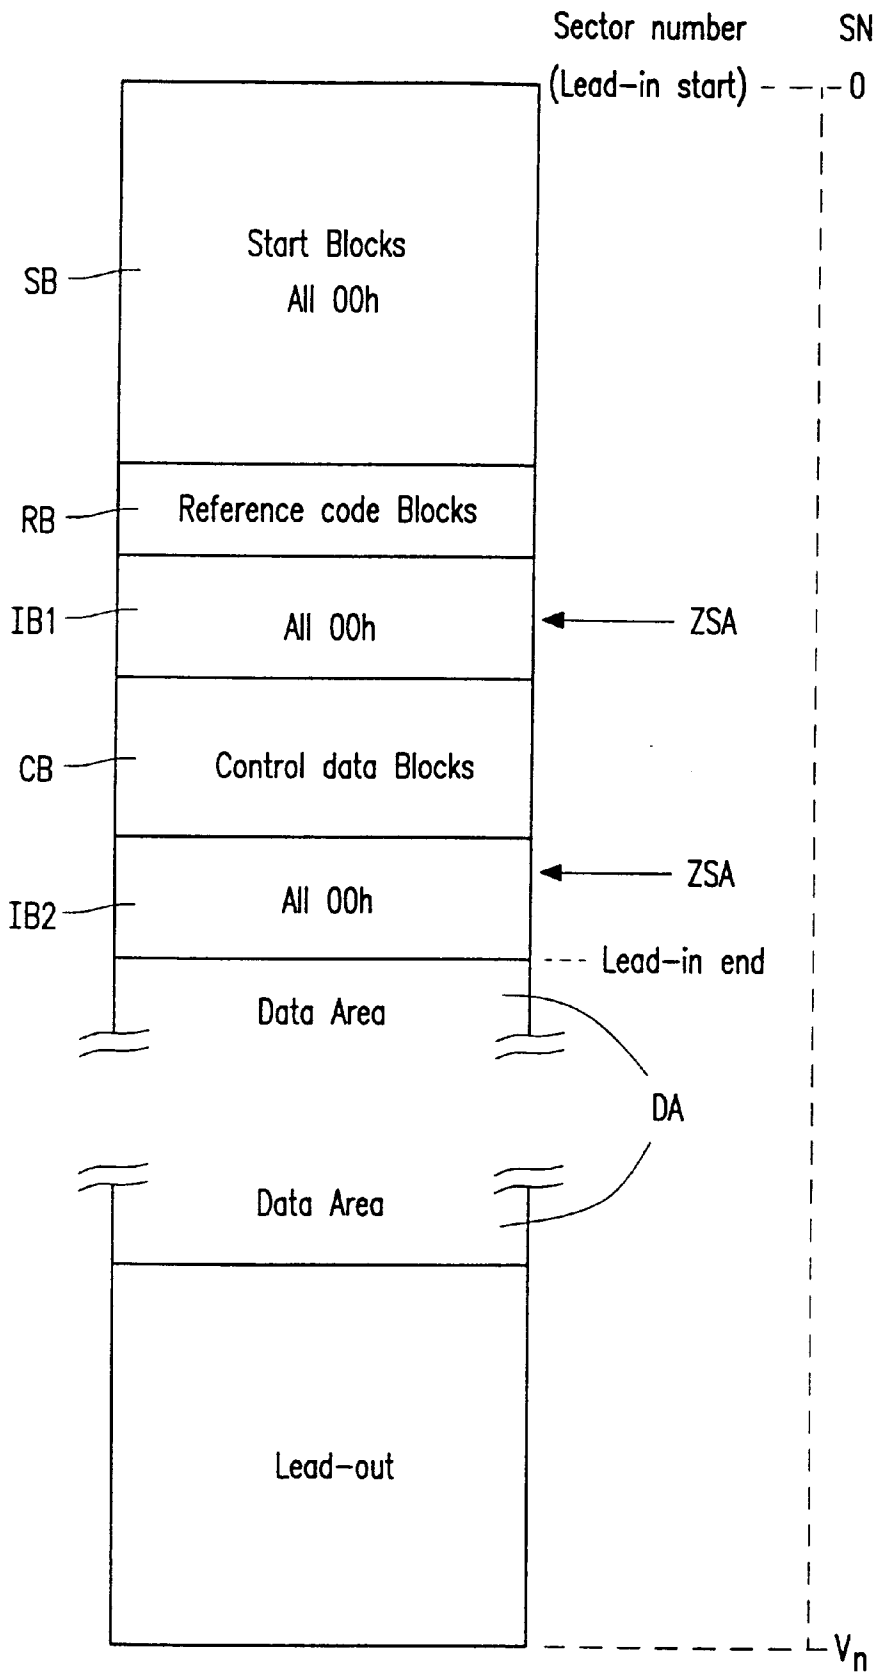 Sector number SN
(Lead-in start) 0
Start Blocks
All 00h
SB
Reference code Blocks
RB
IB1
All 00h
ZSA
Control data Blocks
CB
ZSA
All 00h
IB2
Lead-in end
Data Area
DA
Data Area
Lead-out
Vn